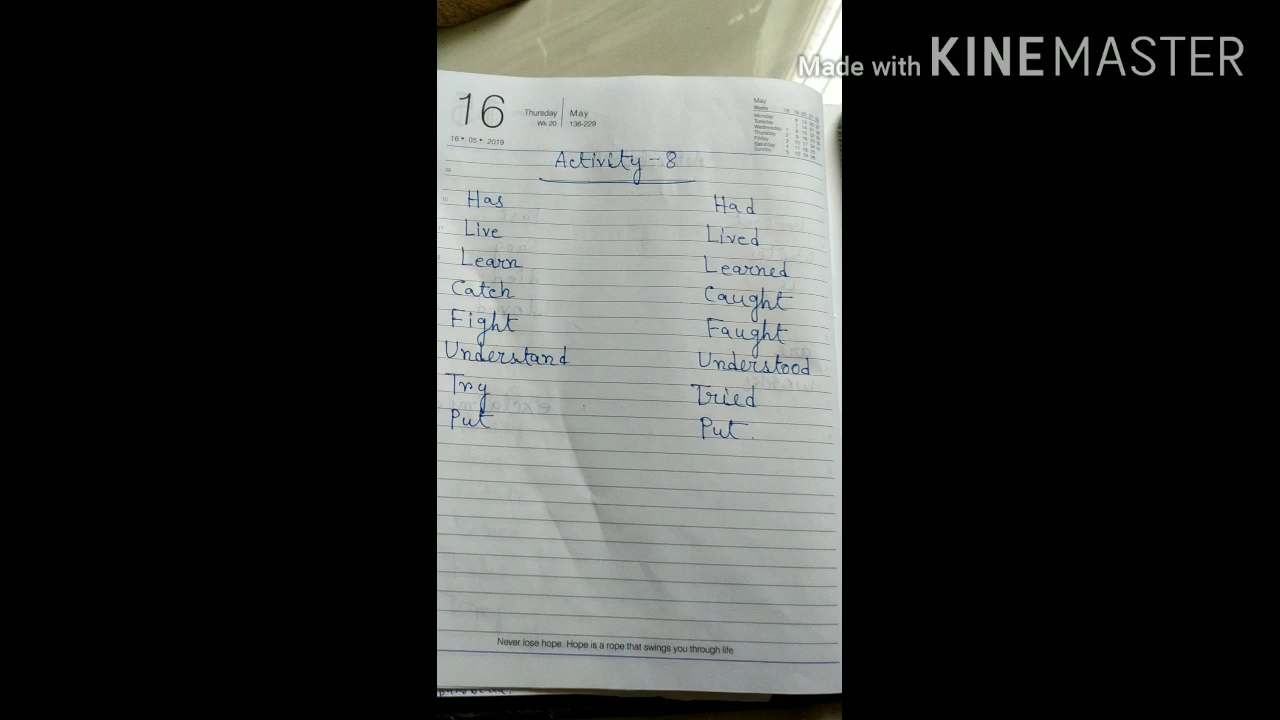 Made with KINEMASTER
16 Thursday May
Wk 20 136-229
16 • 05 • 2019
May
Activity - 8
Has Had
Live Lived
Learn Learned
Catch Caught
Fight Faught
Understand Understood
Try Tried
Put Put.
Never lose hope. Hope is a rope that swings you through life